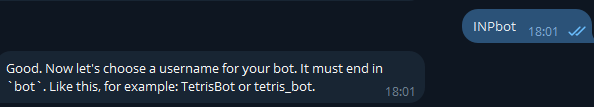 INPbot 18:01
Good. Now let's choose a username for your bot. It must end in
`bot`. Like this, for example: TetrisBot or tetris_bot.
18:01